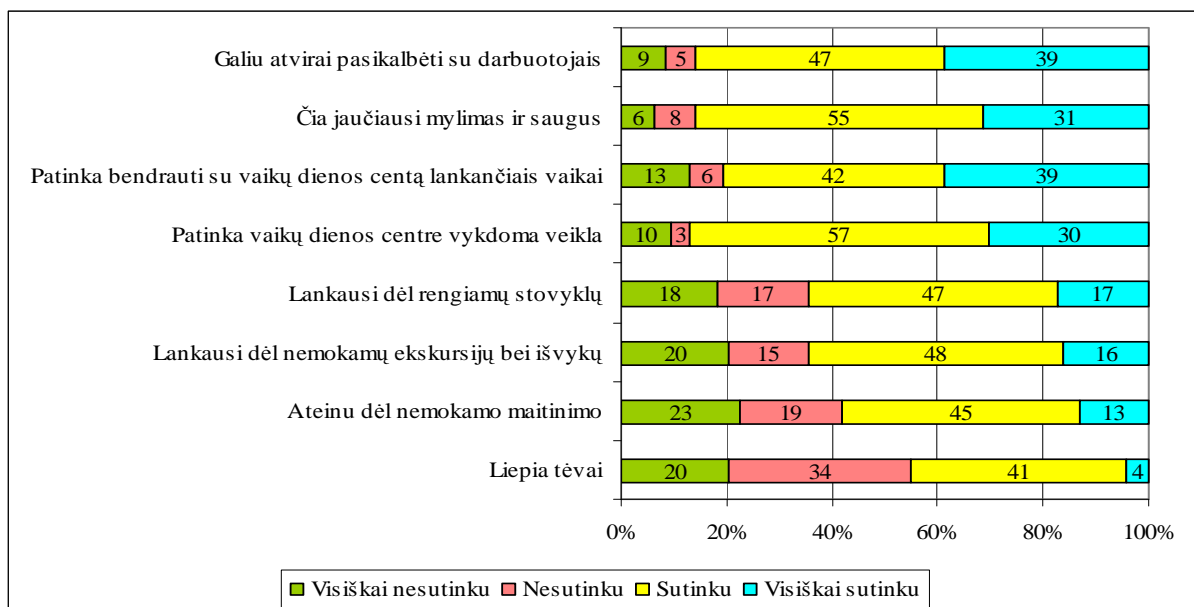 Galiu atvirai pasikalbėti su darbuotojais 9 5 47 39
Čia jaučiausi mylimas ir saugus 6 8 55 31
Patinka bendrauti su vaikų dienos centą lankančiais vaikai 13 6 42 39
Patinka vaikų dienos centre vykdoma veikla 10 3 57 30
Lankausi dėl rengiamų stovyklų 18 17 47 17
Lankausi dėl nemokamų ekskursijų bei išvykų 20 15 48 16
Ateinu dėl nemokamo maitinimo 23 19 45 13
Liepia tėvai 20 34 41 4
0% 20% 40% 60% 80% 100%
Visiškai nesutinku Nesutinku Sutinku Visiškai sutinku